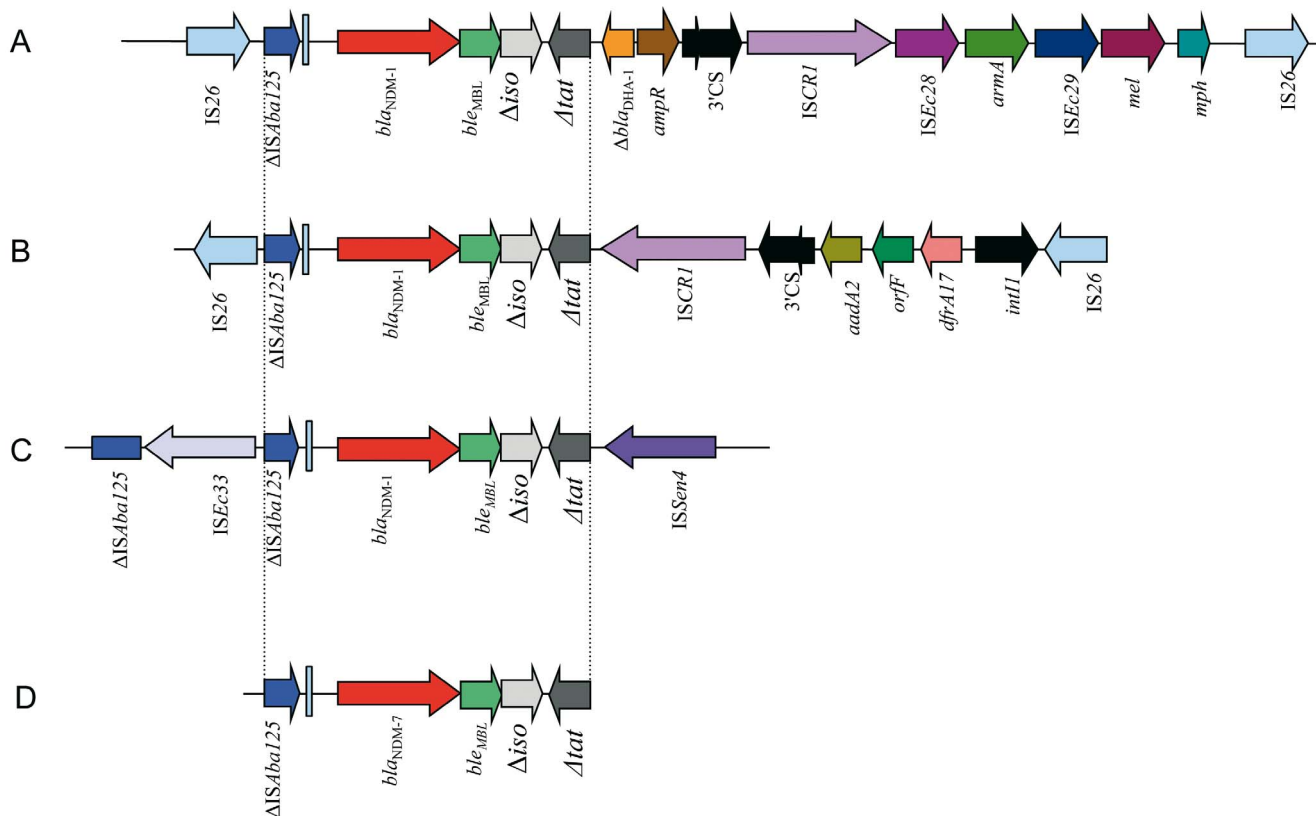 A
IS26
ΔISAba125
blaNDM-1
bleMBL
Δiso
Δtat
ΔblaDHA-1
ampR
3'CS
ISCR1
ISEc28
armA
ISEc29
mel
mph
IS26
B
IS26
ΔISAba125
blaNDM-1
bleMBL
Δiso
Δtat
ISCR1
3'CS
aadA2
orfF
dfrA17
intI1
IS26
C
ΔISAba125
ISEc33
ΔISAba125
blaNDM-1
bleMBL
Δiso
Δtat
ISSen4
D
ΔISAba125
blaNDM-7
bleMBL
Δiso
Δtat